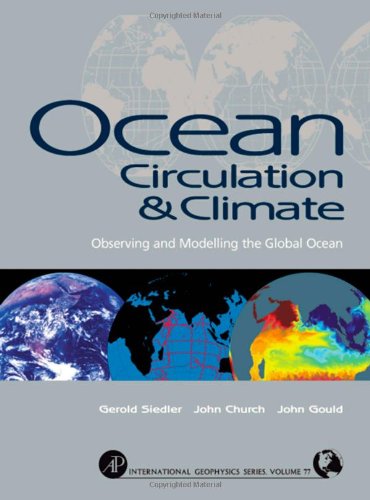 Ocean
Circulation
& Climate
Observing and Modelling the Global Ocean
Gerold Siedler John Church John Gould
AP
INTERNATIONAL GEOPHYSICS SERIES, VOLUME 77